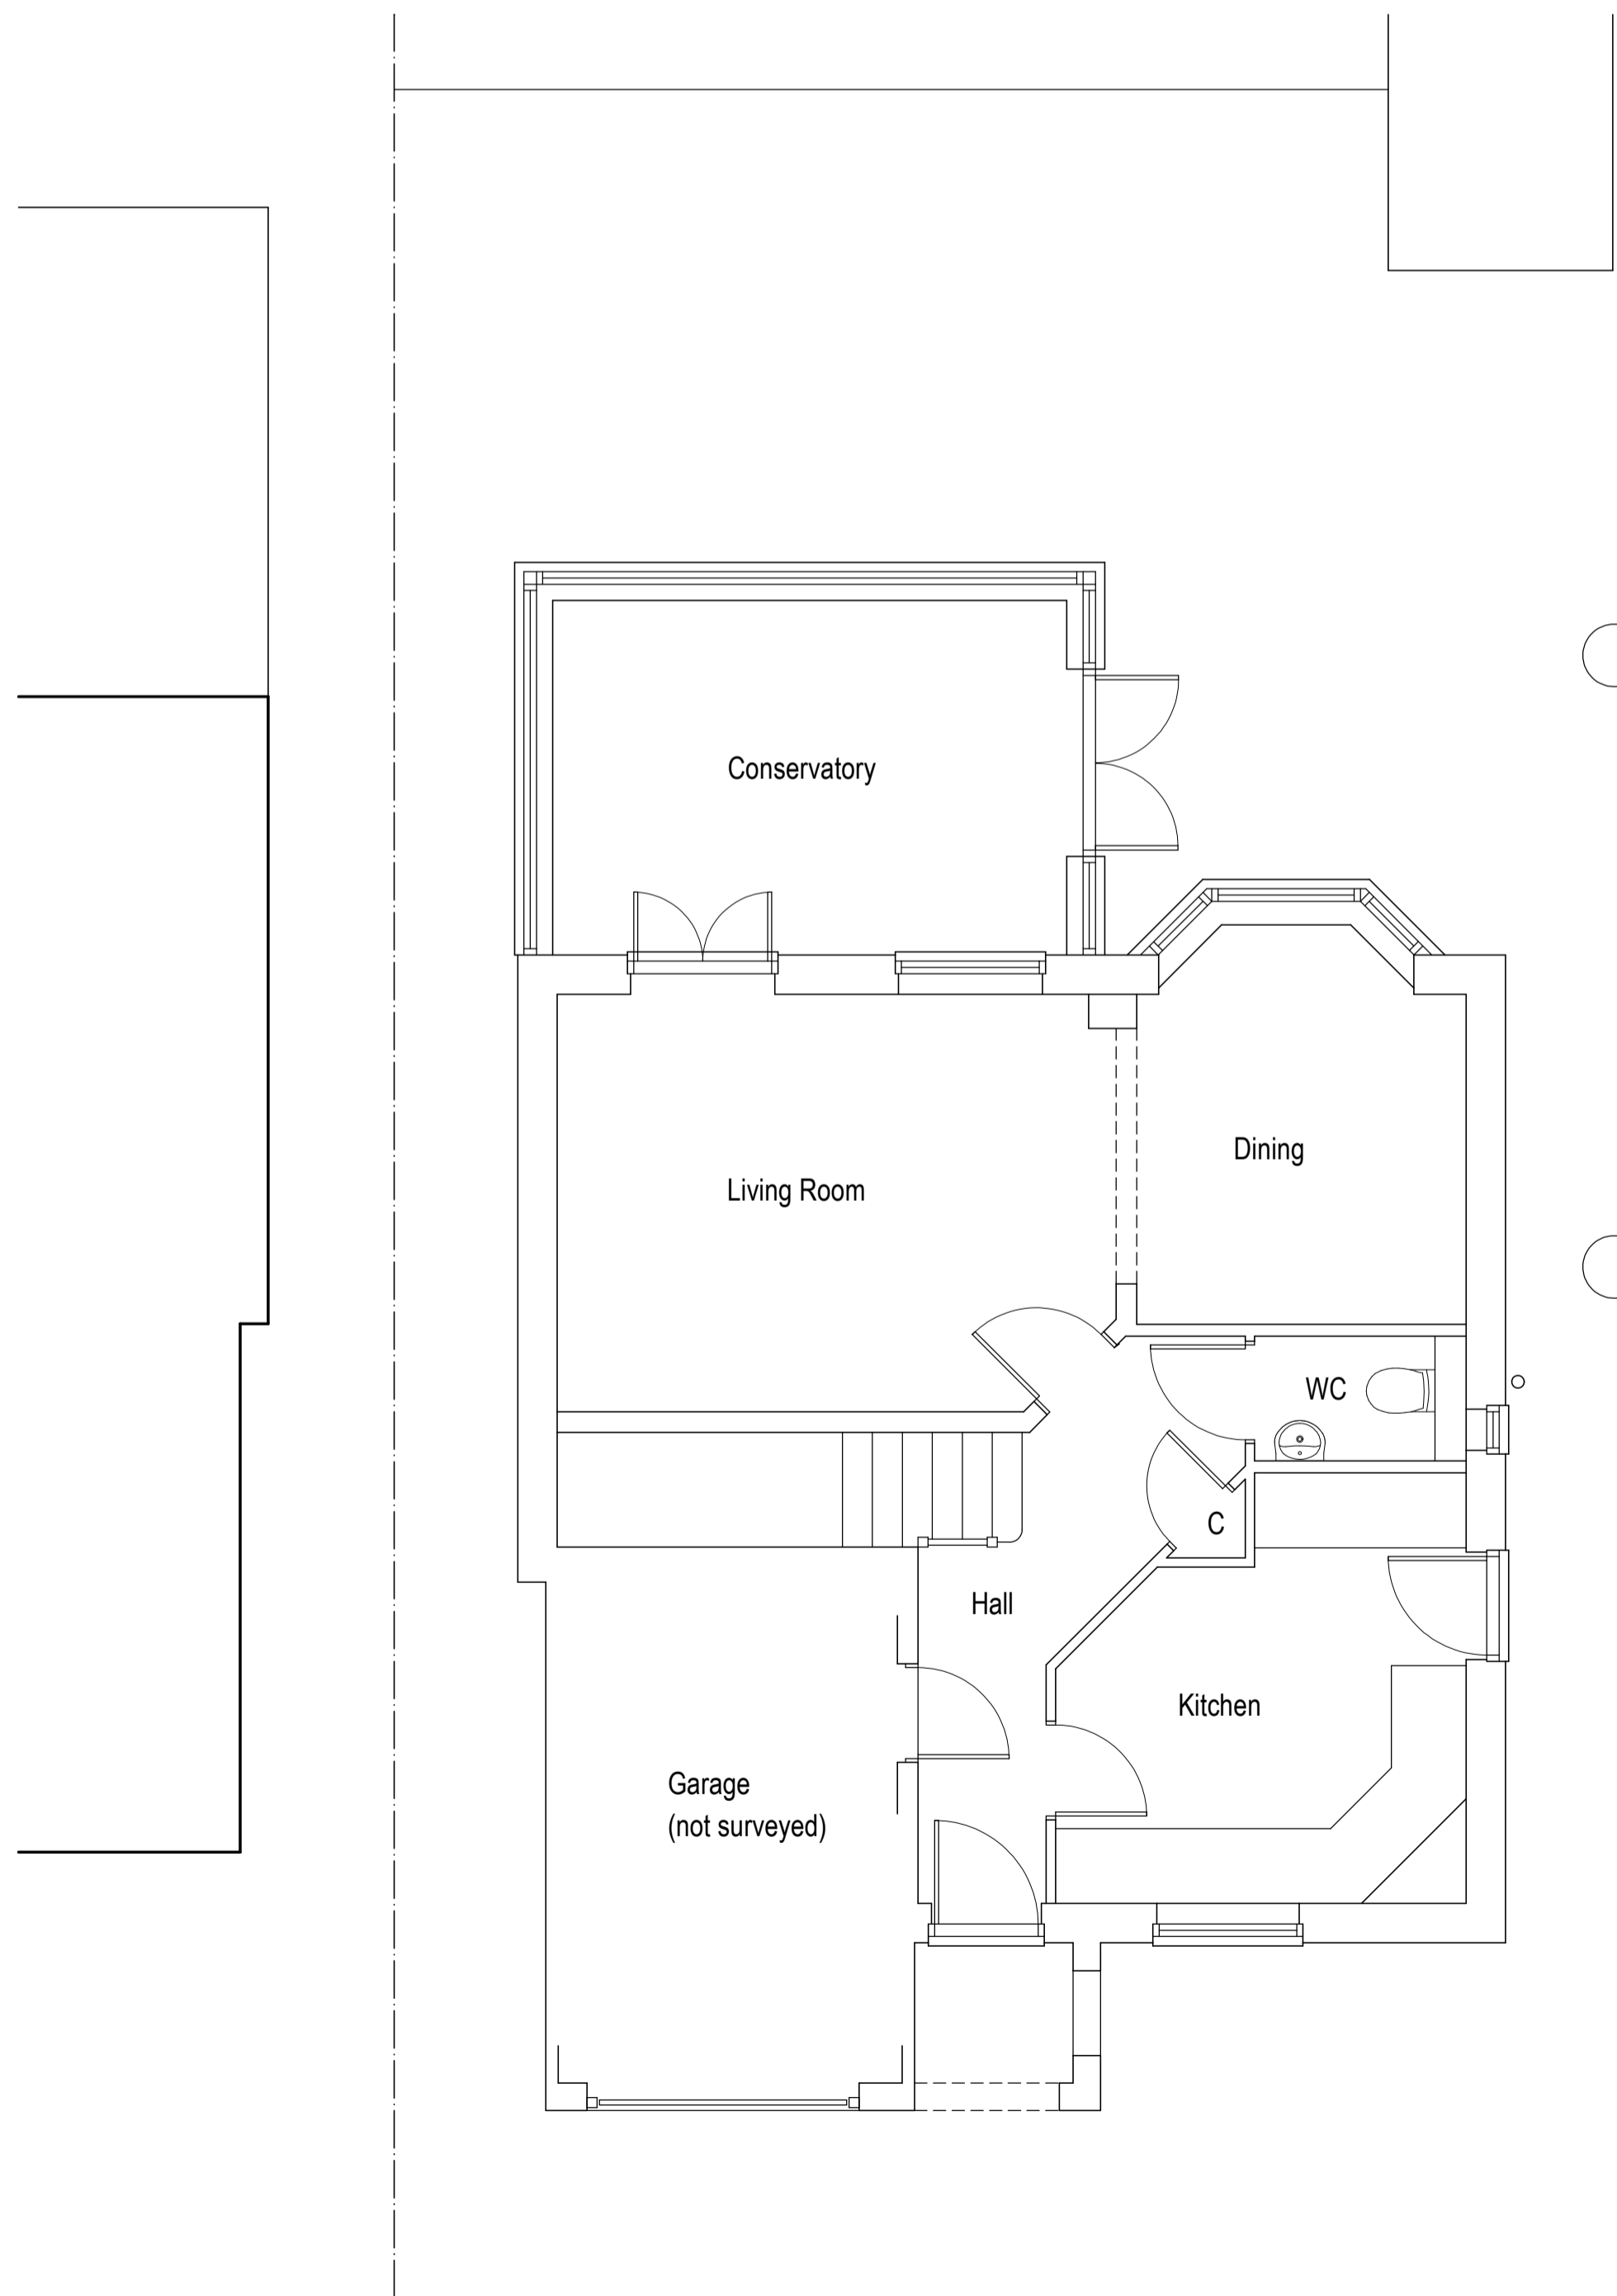 Conservatory
Dining
Living Room
WC
C
Hall
Kitchen
Garage
(not surveyed)